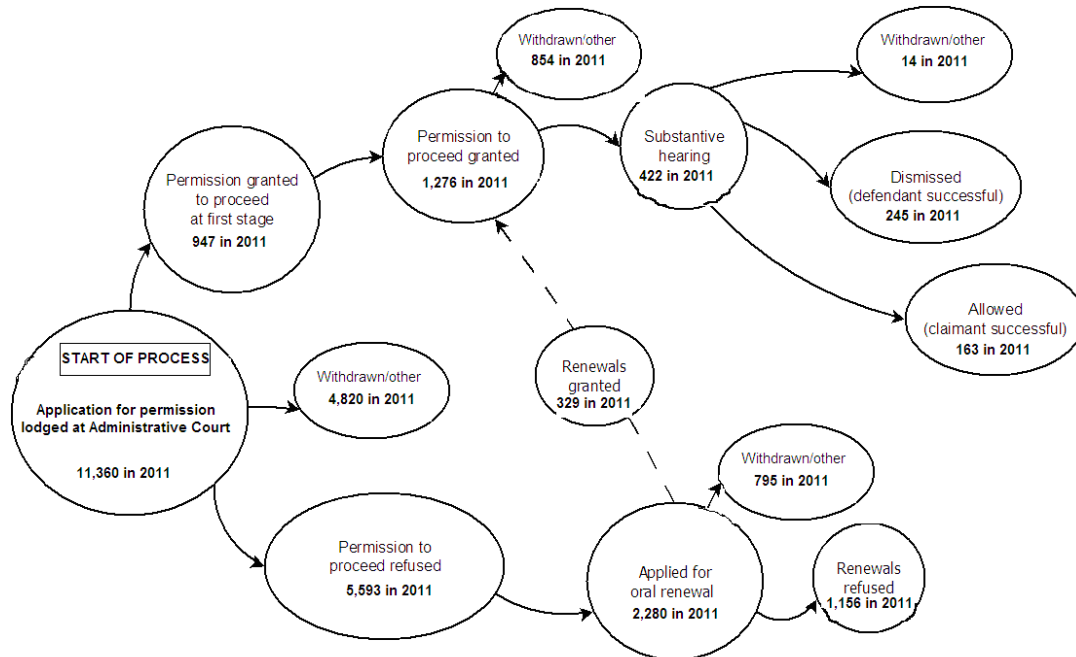 Withdrawn/other
854 in 2011
Withdrawn/other
14 in 2011
Permission to
proceed granted
1,276 in 2011
Substantive
hearing
422 in 2011
Permission granted
to proceed
at first stage
947 in 2011
Dismissed
(defendant successful)
245 in 2011
Allowed
(claimant successful)
163 in 2011
START OF PROCESS
Application for permission
lodged at Administrative Court
11,360 in 2011
Withdrawn/other
4,820 in 2011
Renewals
granted
329 in 2011
Withdrawn/other
795 in 2011
Permission to
proceed refused
5,593 in 2011
Applied for
oral renewal
2,280 in 2011
Renewals
refused
1,156 in 2011